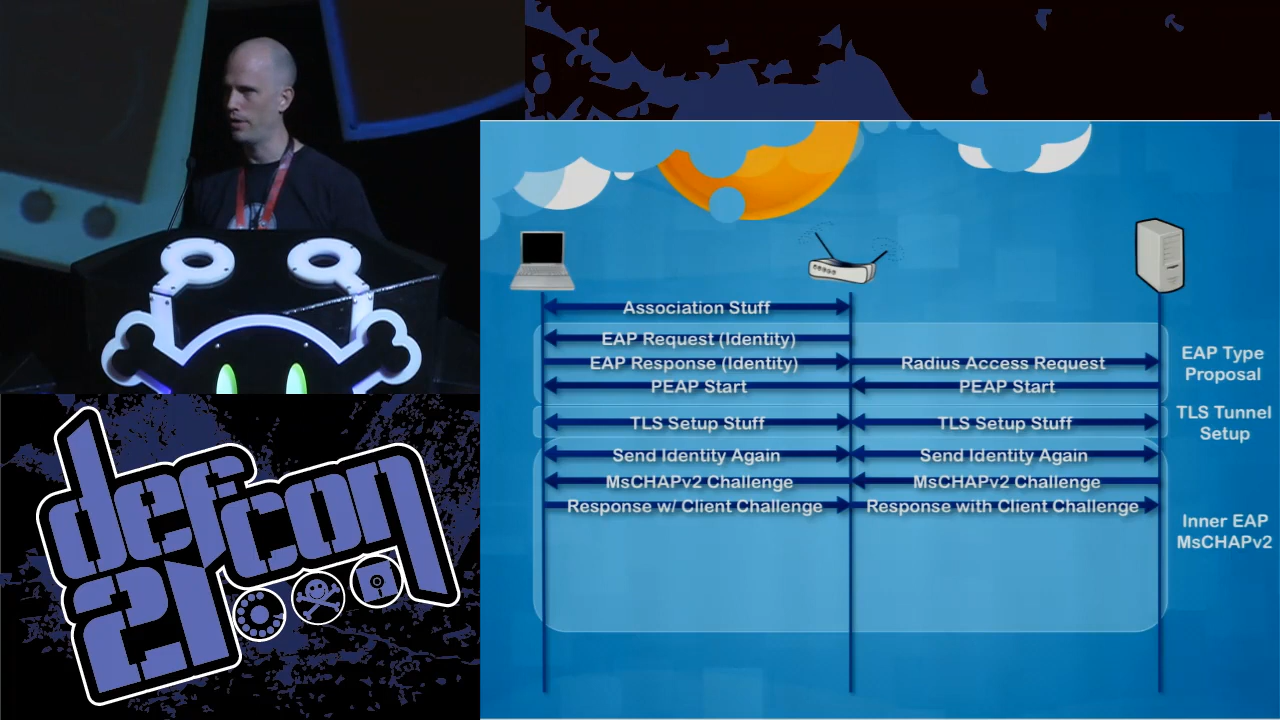 Association Stuff
EAP Request (Identity)
EAP Response (Identity) Radius Access Request
PEAP Start PEAP Start
EAP Type
Proposal
TLS Setup Stuff TLS Setup Stuff
TLS Tunnel
Setup
Send Identity Again Send Identity Again
MsCHAPv2 Challenge MsCHAPv2 Challenge
Response w/ Client Challenge Response with Client Challenge
Inner EAP
MsCHAPv2
defcon
21